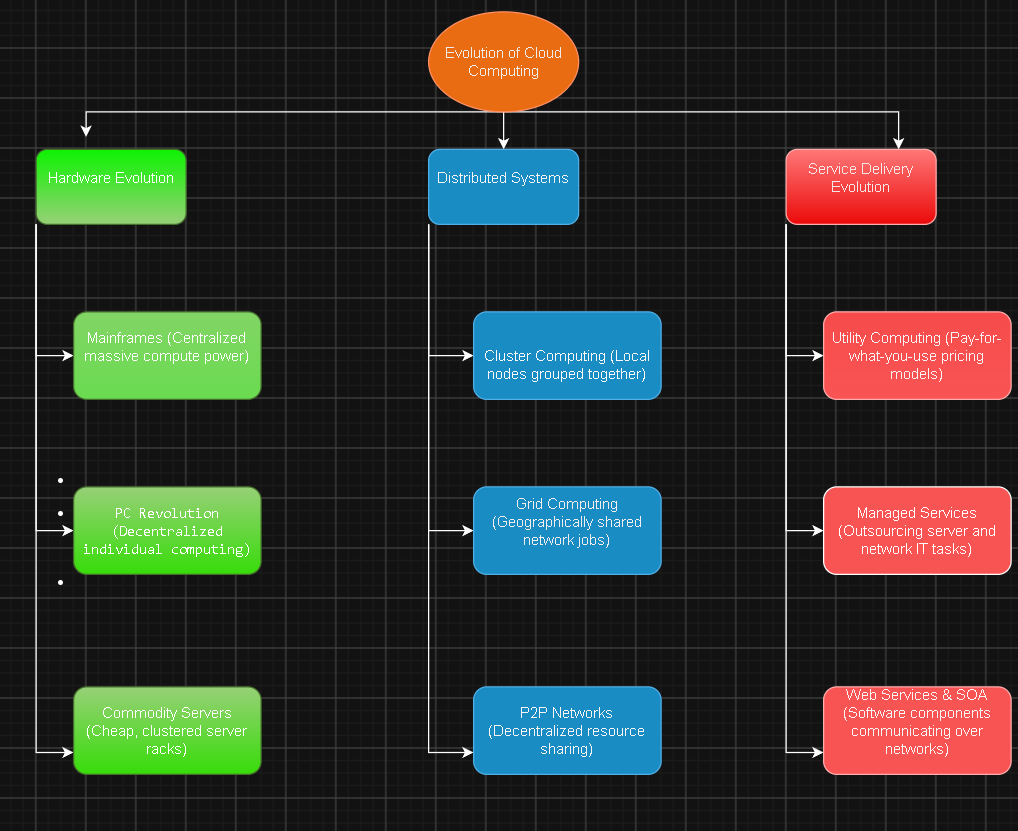 Evolution of Cloud
Computing
Hardware Evolution
Distributed Systems
Service Delivery
Evolution
Mainframes (Centralized
massive compute power)
Cluster Computing (Local
nodes grouped together)
Utility Computing (Pay-for-
what-you-use pricing
models)
PC Revolution
(Decentralized
individual computing)
Grid Computing
(Geographically shared
network jobs)
Managed Services
(Outsourcing server and
network IT tasks)
Commodity Servers
(Cheap, clustered server
racks)
P2P Networks
(Decentralized resource
sharing)
Web Services & SOA
(Software components
communicating over
networks)